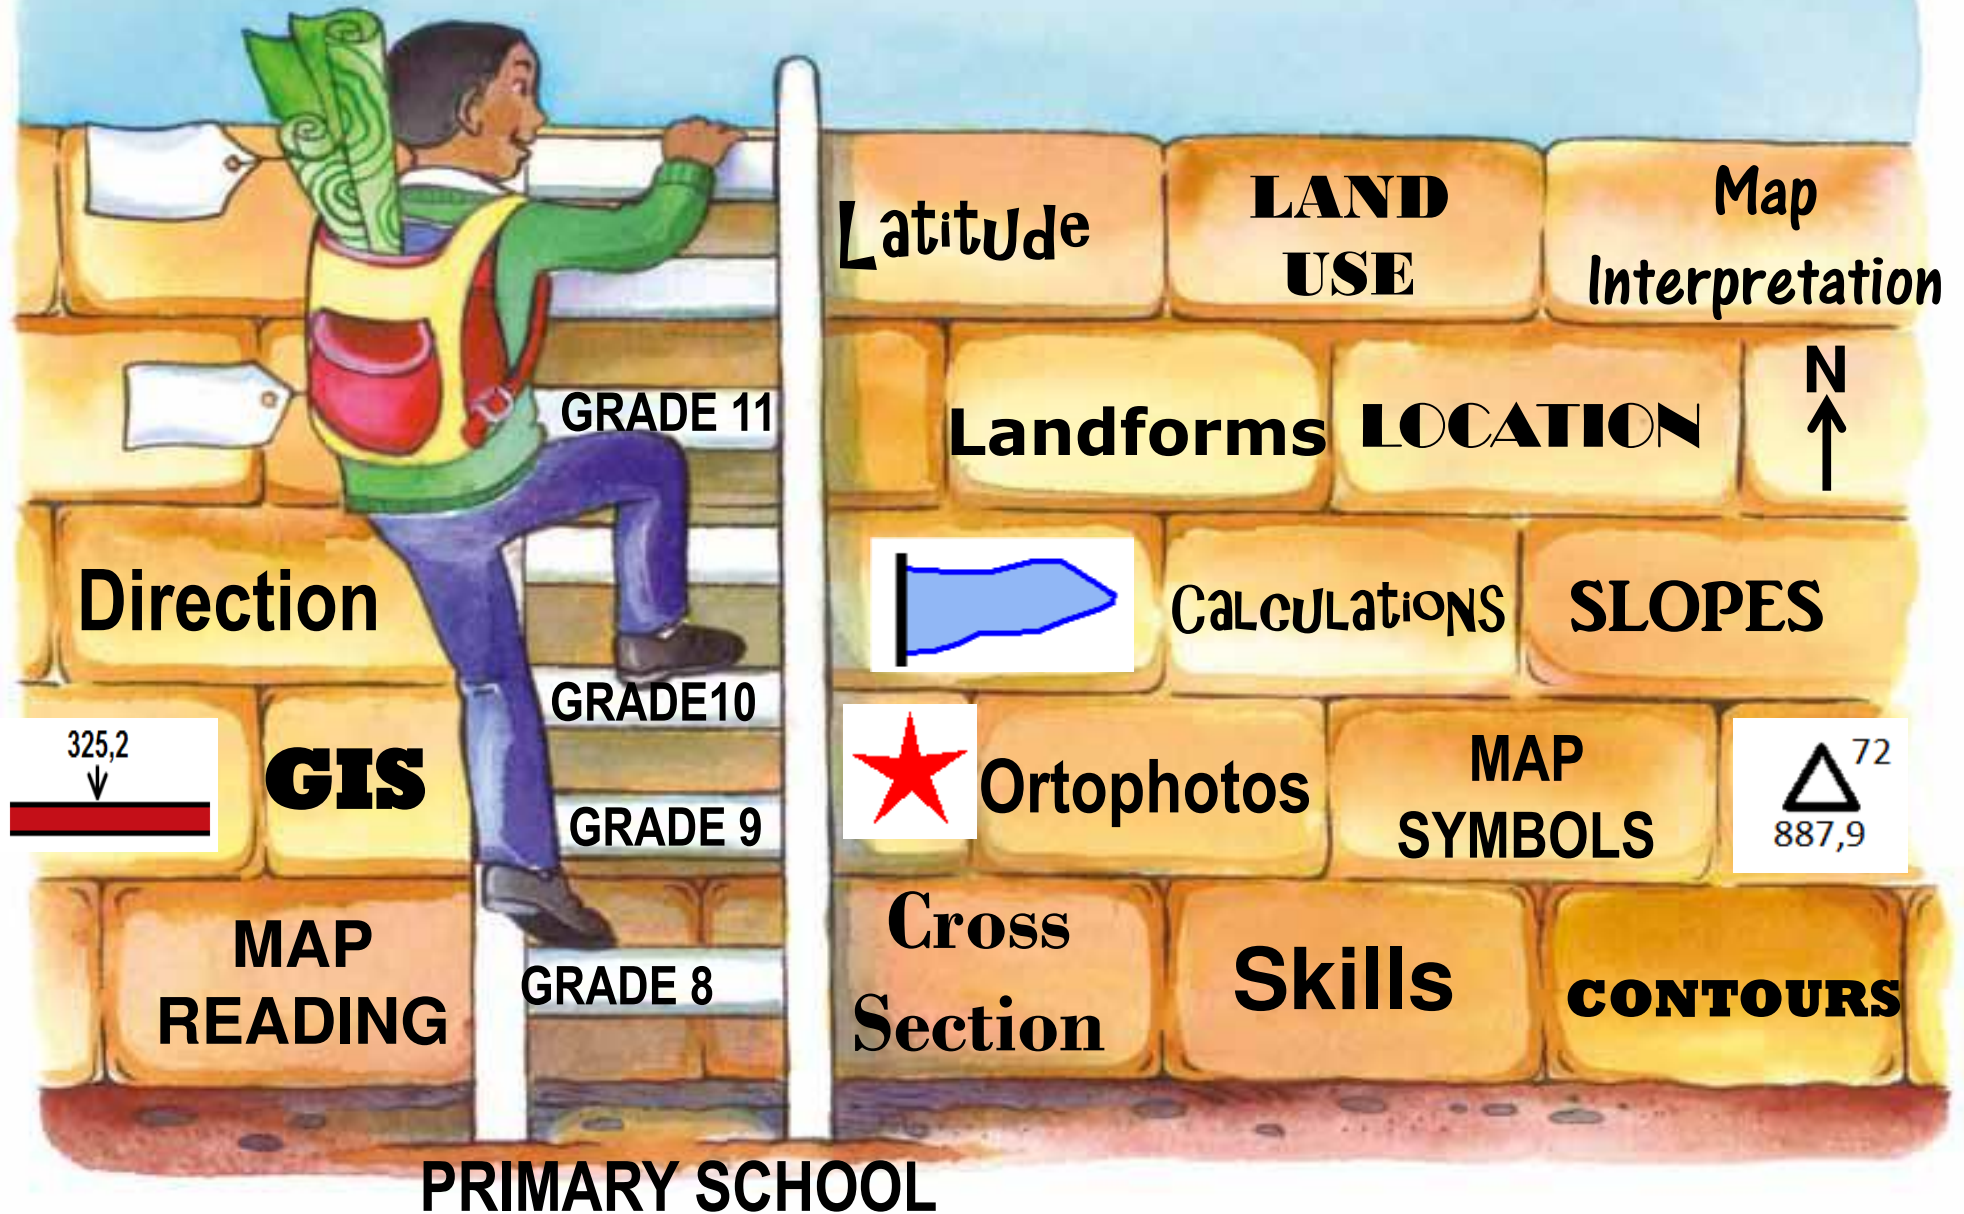 Latitude
LAND
USE
Map
Interpretation
GRADE 11
Landforms
LOCATION
N
Direction
CaLCULatiONS
SLOPES
GRADE10
325,2
GIS
GRADE 9
Ortophotos
MAP
SYMBOLS
72
887,9
MAP
READING
GRADE 8
Cross
Section
Skills
CONTOURS
PRIMARY SCHOOL